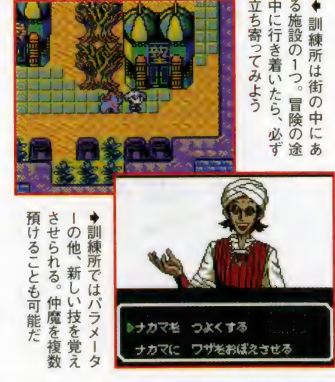 ⬅訓練所は街の中にあ
る施設の1つ。冒険の途
中に行き着いたら、必ず
立ち寄ってみよう
塾
ナカマを つよくする
ナカマに ワザをおぼえさせる
➡訓練所ではパラメータ
ーの他、新しい技を覚え
させられる。仲魔を複数
預けることも可能だ